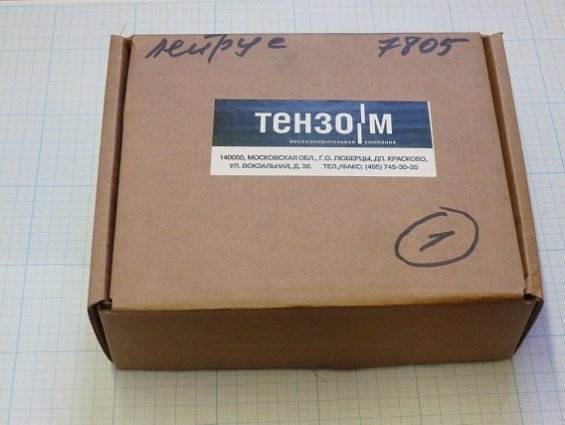 лейрус 7805
тензо м
весоизмерительная компания
140050, МОСКОВСКАЯ ОБЛ., Г.О. ЛЮБЕРЦЫ, ДП. КРАСКОВО,
УЛ. ВОКЗАЛЬНАЯ, Д. 38. ТЕЛ./ФАКС: (495) 745-30-30
1